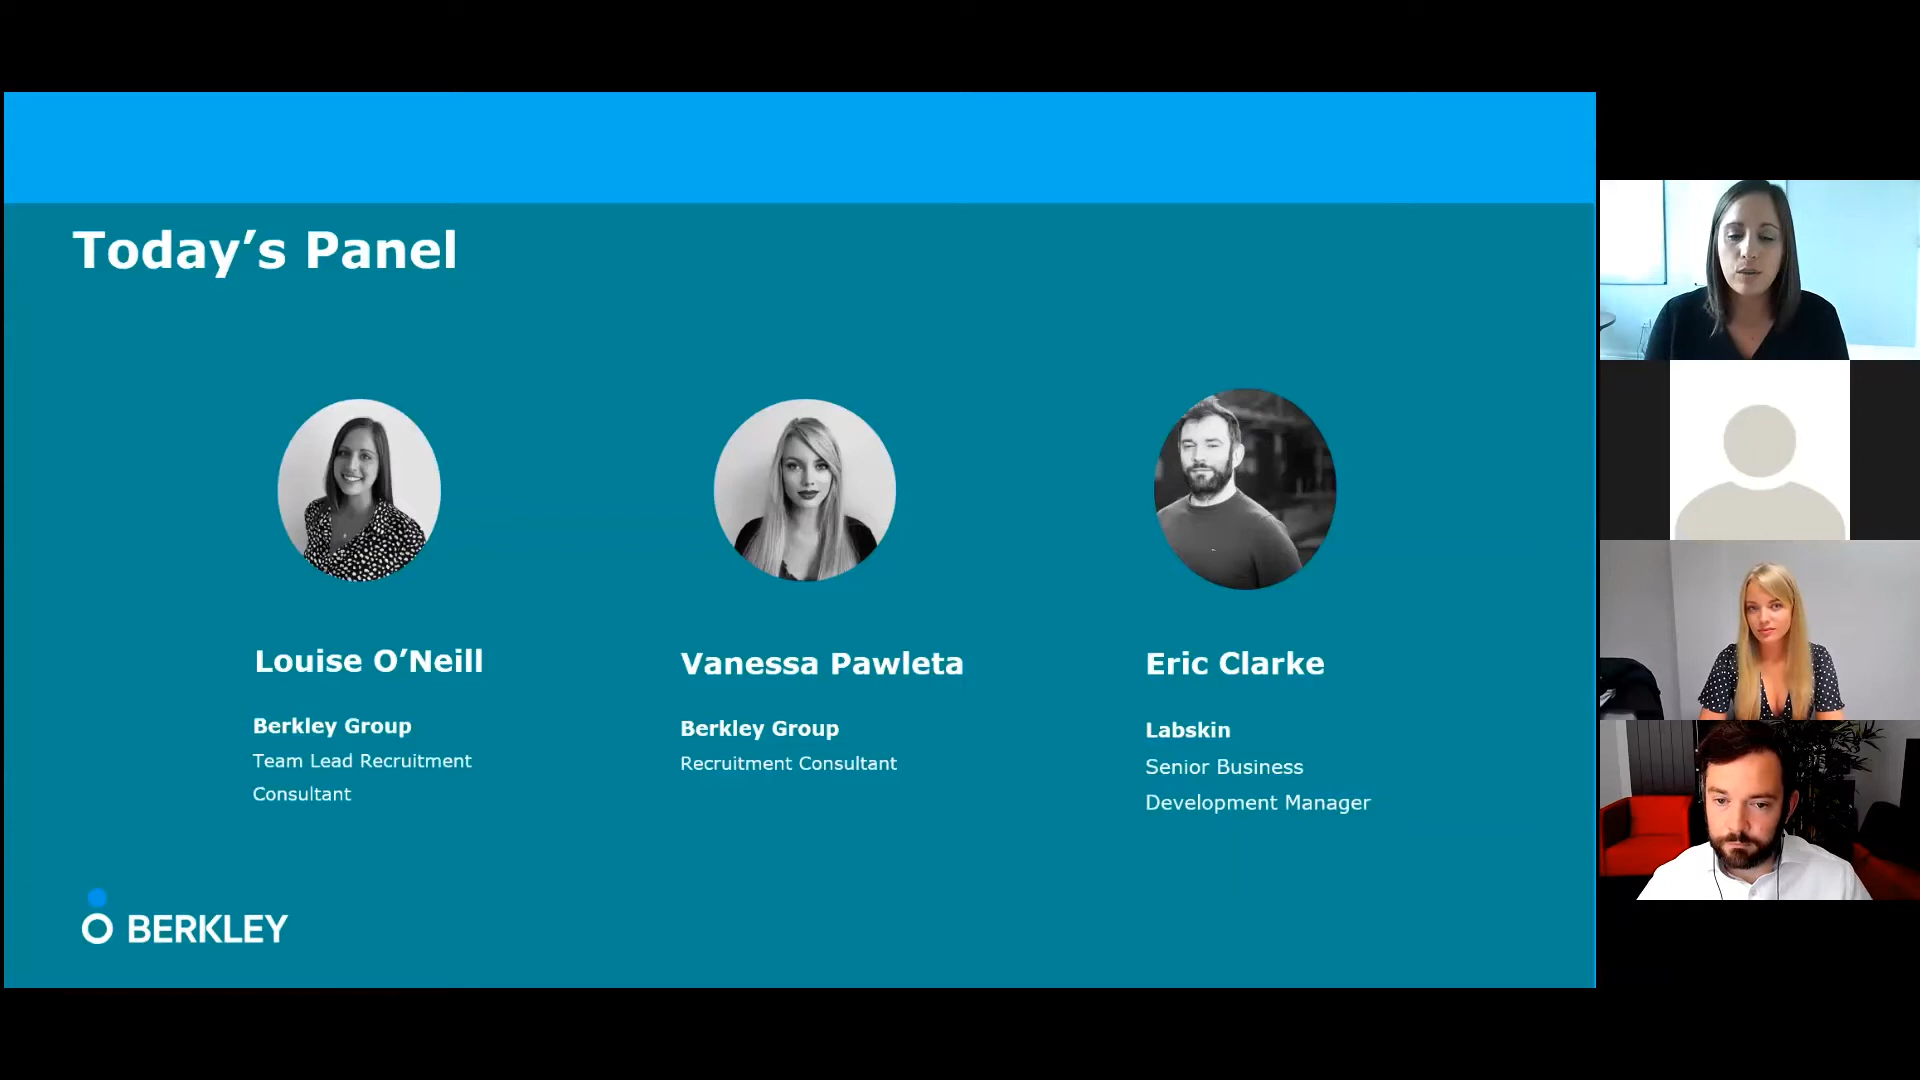 Today’s Panel
Louise O’Neill
Berkley Group
Team Lead Recruitment
Consultant
Vanessa Pawleta
Berkley Group
Recruitment Consultant
Eric Clarke
Labskin
Senior Business
Development Manager
BERKLEY